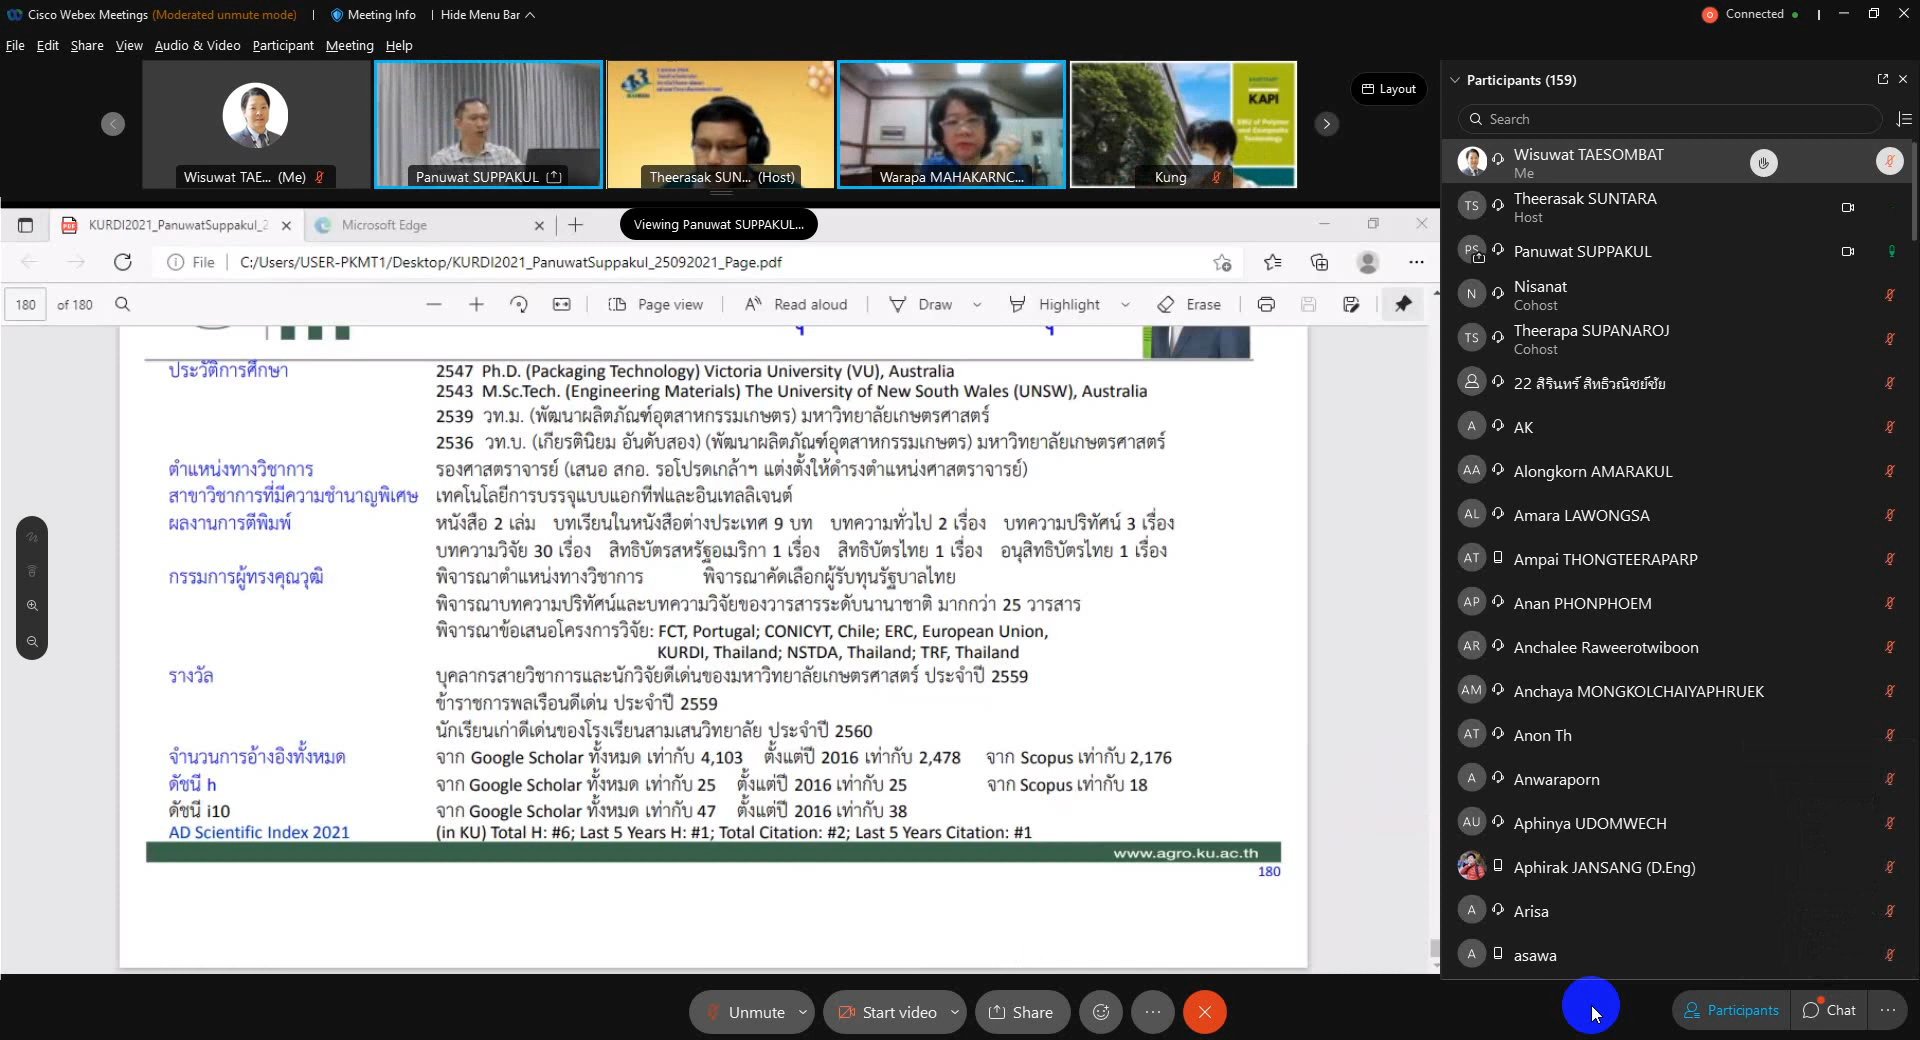 Cisco Webex Meetings (Moderated unmute mode) | Meeting Info | Hide Menu Bar
Connected
File Edit Share View Audio & Video Participant Meeting Help
Wisuwat TAE... (Me)
Panuwat SUPPAKUL
Theerasak SUN... (Host)
Warapa MAHAKARNC...
KAPI
Kung
Layout
KURDI2021_PanuwatSuppakul_2
Microsoft Edge
Viewing Panuwat SUPPAKUL...
File | C:/Users/USER-PKMT1/Desktop/KURDI2021_PanuwatSuppakul_25092021_Page.pdf
180 of 180 Page view Read aloud Draw Highlight Erase
ประวัติการศึกษา 2547 Ph.D. (Packaging Technology) Victoria University (VU), Australia
2543 M.Sc.Tech. (Engineering Materials) The University of New South Wales (UNSW), Australia
2539 วท.ม. (พัฒนาผลิตภัณฑ์อุตสาหกรรมเกษตร) มหาวิทยาลัยเกษตรศาสตร์
2536 วท.บ. (เกียรตินิยม อันดับสอง) (พัฒนาผลิตภัณฑ์อุตสาหกรรมเกษตร) มหาวิทยาลัยเกษตรศาสตร์
ตำแหน่งทางวิชาการ รองศาสตราจารย์ (เสนอ สกอ. รอโปรดเกล้าฯ แต่งตั้งให้ดำรงตำแหน่งศาสตราจารย์)
สาขาวิชาการที่มีความชำนาญพิเศษ เทคโนโลยีการบรรจุแบบแอกทีฟและอินเทลลิเจนต์
ผลงานการตีพิมพ์ หนังสือ 2 เล่ม บทเรียนในหนังสือต่างประเทศ 9 บท บทความทั่วไป 2 เรื่อง บทความปริทัศน์ 3 เรื่อง
บทความวิจัย 30 เรื่อง สิทธิบัตรสหรัฐอเมริกา 1 เรื่อง สิทธิบัตรไทย 1 เรื่อง อนุสิทธิบัตรไทย 1 เรื่อง
กรรมการผู้ทรงคุณวุฒิ พิจารณาตำแหน่งทางวิชาการ พิจารณาคัดเลือกผู้รับทุนรัฐบาลไทย
พิจารณาบทความปริทัศน์และบทความวิจัยของวารสารระดับนานาชาติ มากกว่า 25 วารสาร
พิจารณาข้อเสนอโครงการวิจัย: FCT, Portugal; CONICYT, Chile; ERC, European Union,
KURDI, Thailand; NSTDA, Thailand; TRF, Thailand
รางวัล บุคลากรสายวิชาการและนักวิจัยดีเด่นของมหาวิทยาลัยเกษตรศาสตร์ ประจำปี 2559
ข้าราชการพลเรือนดีเด่น ประจำปี 2559
นักเรียนเก่าดีเด่นของโรงเรียนสามเสนวิทยาลัย ประจำปี 2560
จำนวนการอ้างอิงทั้งหมด จาก Google Scholar ทั้งหมด เท่ากับ 4,103 ตั้งแต่ปี 2016 เท่ากับ 2,478 จาก Scopus เท่ากับ 2,176
ดัชนี h จาก Google Scholar ทั้งหมด เท่ากับ 25 ตั้งแต่ปี 2016 เท่ากับ 25 จาก Scopus เท่ากับ 18
ดัชนี i10 จาก Google Scholar ทั้งหมด เท่ากับ 47 ตั้งแต่ปี 2016 เท่ากับ 38
AD Scientific Index 2021 (in KU) Total H: #6; Last 5 Years H: #1; Total Citation: #2; Last 5 Years Citation: #1
www.agro.ku.ac.th
180
Participants (159)
Search
Wisuwat TAESOMBAT
Me
TS Theerasak SUNTARA
Host
PS Panuwat SUPPAKUL
N Nisanat
Cohost
TS Theerapa SUPANAROJ
Cohost
22 สิรินทร์ สิทธิวณิชย์ชัย
A AK
AA Alongkorn AMARAKUL
AL Amara LAWONGSA
AT Ampai THONGTEERAPARP
AP Anan PHONPHOEM
AR Anchalee Raweerotwiboon
AM Anchaya MONGKOLCHAIYAPHRUEK
AT Anon Th
A Anwaraporn
AU Aphinya UDOMWECH
Aphirak JANSANG (D.Eng)
A Arisa
A asawa
Unmute Start video Share Participants Chat